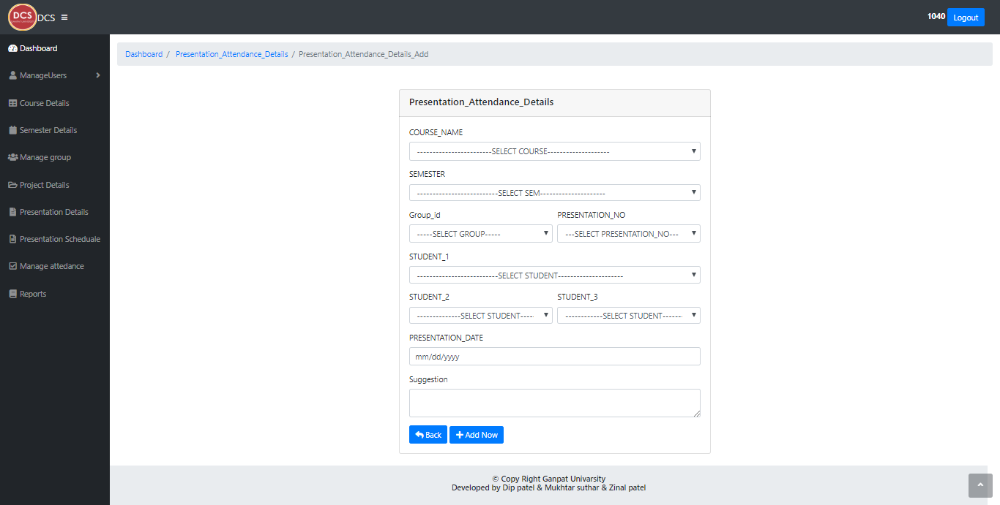 DCS DCS 1040 Logout
Dashboard
ManageUsers
Course Details
Semester Details
Manage group
Project Details
Presentation Details
Presentation Scheduale
Manage attedance
Reports
Dashboard / Presentation_Attendance_Details / Presentation_Attendance_Details_Add
Presentation_Attendance_Details
COURSE_NAME
------------------------SELECT COURSE--------------------
SEMESTER
--------------------------SELECT SEM---------------------
Group_id PRESENTATION_NO
-----SELECT GROUP----- ---SELECT PRESENTATION_NO---
STUDENT_1
--------------------------SELECT STUDENT---------------------
STUDENT_2 STUDENT_3
--------------SELECT STUDENT---- ------------SELECT STUDENT-------
PRESENTATION_DATE
mm/dd/yyyy
Suggestion
Back Add Now
© Copy Right Ganpat Univarsity
Developed by Dip patel & Mukhtar suthar & Zinal patel